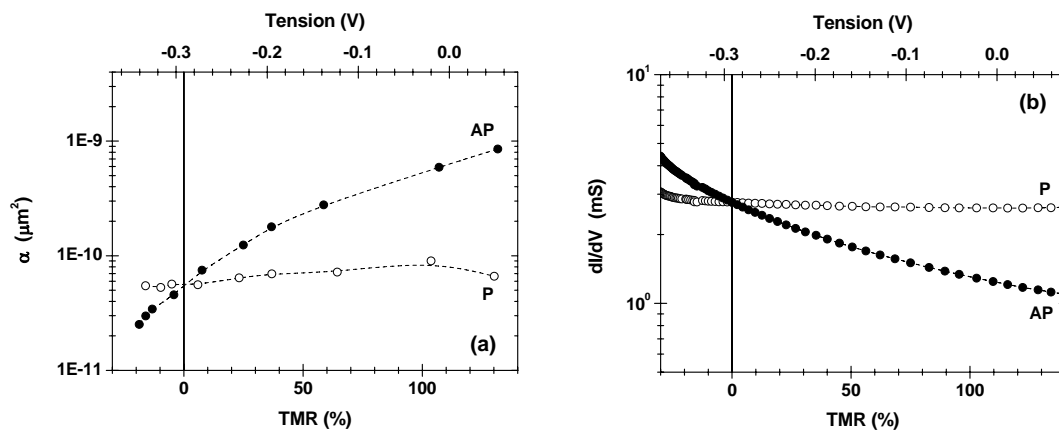 Tension (V)
-0.3 -0.2 -0.1 0.0
1E-9
1E-10
1E-11
α (μm²)
AP
P
(a)
0 50 100
TMR (%)
Tension (V)
-0.3 -0.2 -0.1 0.0
10¹
10⁰
dI/dV (mS)
(b)
P
AP
0 50 100
TMR (%)